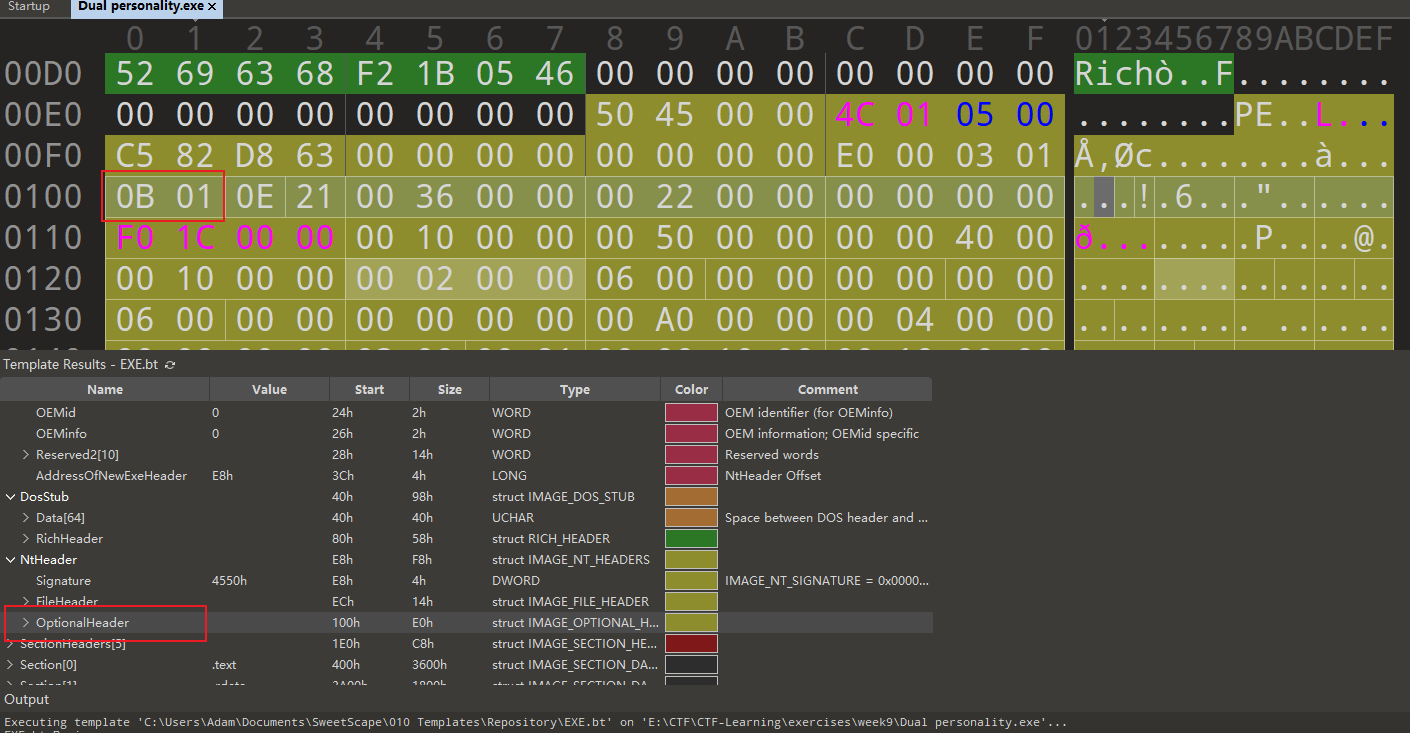 Startup Dual personality.exe ×
0 1 2 3 4 5 6 7 8 9 A B C D E F 0123456789ABCDEF
00D0 52 69 63 68 F2 1B 05 46 00 00 00 00 00 00 00 00 Richò..F........
00E0 00 00 00 00 00 00 00 00 50 45 00 00 4C 01 05 00 ........PE..L...
00F0 C5 82 D8 63 00 00 00 00 00 00 00 00 E0 00 03 01 Å‚Øc........à...
0100 0B 01 0E 21 00 36 00 00 00 22 00 00 00 00 00 00 ...!.6..."......
0110 F0 1C 00 00 00 10 00 00 00 50 00 00 00 00 40 00 ð........P....@.
0120 00 10 00 00 00 02 00 00 06 00 00 00 00 00 00 00 ................
0130 06 00 00 00 00 00 00 00 00 A0 00 00 00 04 00 00 ......... ......
Template Results - EXE.bt
Name Value Start Size Type Color Comment
OEMid 0 24h 2h WORD OEM identifier (for OEMinfo)
OEMinfo 0 26h 2h WORD OEM information; OEMid specific
Reserved2[10] 28h 14h WORD Reserved words
AddressOfNewExeHeader E8h 3Ch 4h LONG NtHeader Offset
DosStub 40h 98h struct IMAGE_DOS_STUB
Data[64] 40h 40h UCHAR Space between DOS header and ...
RichHeader 80h 58h struct RICH_HEADER
NtHeader E8h F8h struct IMAGE_NT_HEADERS
Signature 4550h E8h 4h DWORD IMAGE_NT_SIGNATURE = 0x0000...
FileHeader ECh 14h struct IMAGE_FILE_HEADER
OptionalHeader 100h E0h struct IMAGE_OPTIONAL_H...
SectionHeaders[5] 1E0h C8h struct IMAGE_SECTION_HE...
Section[0] .text 400h 3600h struct IMAGE_SECTION_DA...
Output
Executing template 'C:\Users\Adam\Documents\SweetScape\010 Templates\Repository\EXE.bt' on 'E:\CTF\CTF-Learning\exercises\week9\Dual personality.exe'...